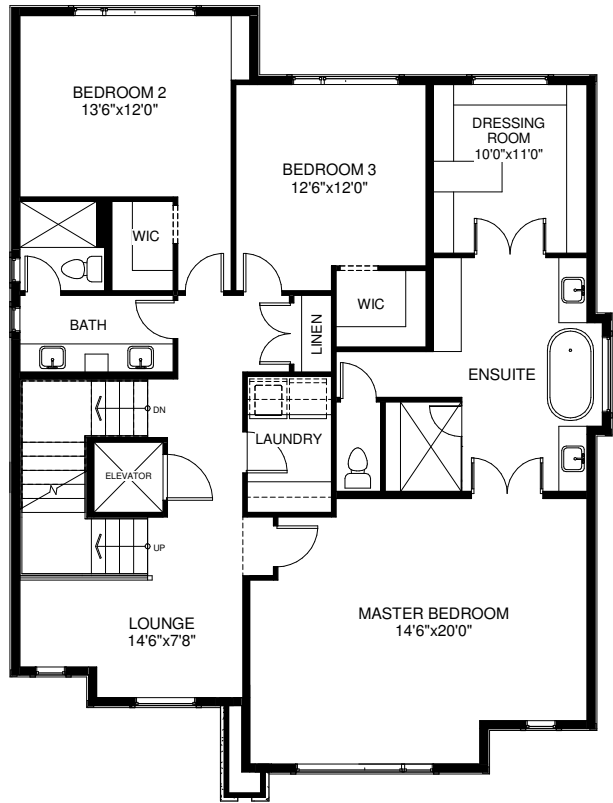 BEDROOM 2
13'6"x12'0"
DRESSING
ROOM
10'0"x11'0"
BEDROOM 3
12'6"x12'0"
WIC
WIC
BATH
LINEN
ENSUITE
DN
LAUNDRY
ELEVATOR
UP
LOUNGE
14'6"x7'8"
MASTER BEDROOM
14'6"x20'0"